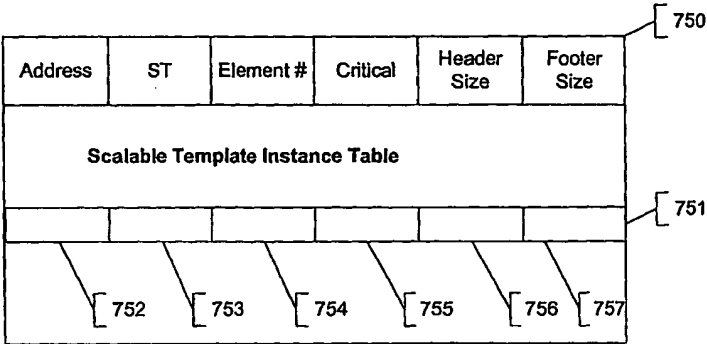 750
Address ST Element # Critical Header Size Footer Size
Scalable Template Instance Table
751
752 753 754 755 756 757